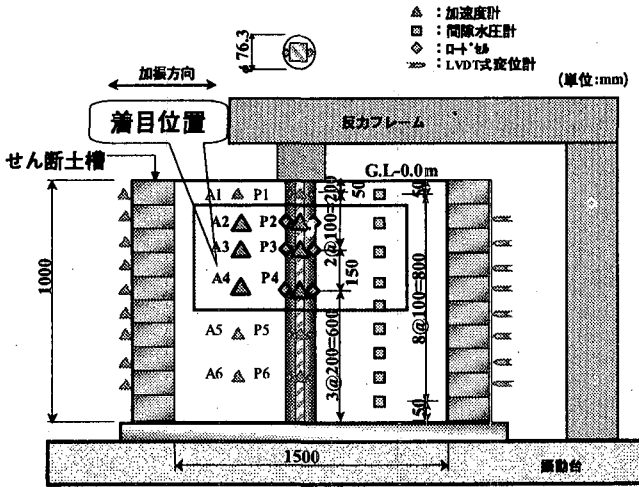 ▲ : 加速度計
: 間隙水圧計
◇ : ロードセル
: LVDT式変位計
(単位:mm)
φ 76.3
加振方向
着目位置
反力フレーム
せん断土槽
G.L-0.0m
A1 P1
A2 P2
A3 P3
A4 P4
A5 P5
A6 P6
50
2@100=200
150
3@200=600
50
8@100=800
150
1000
1500
振動台